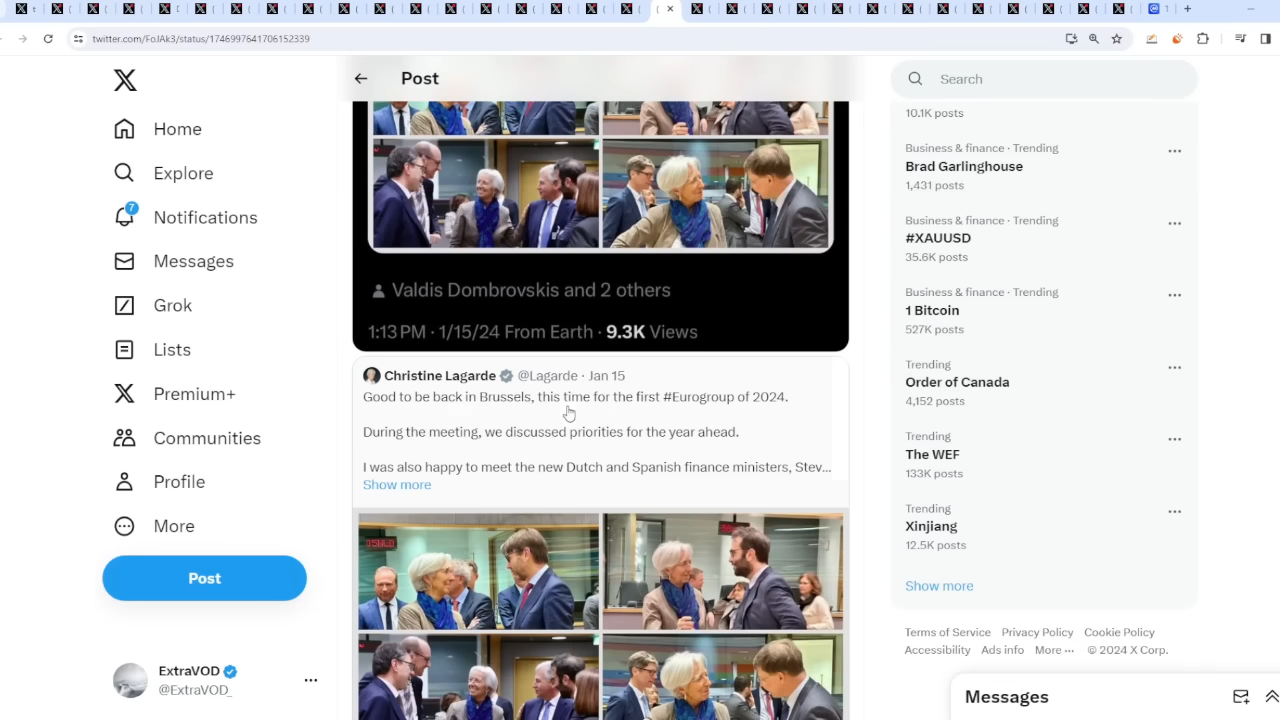 twitter.com/FoJAk3/status/1746997641706152339
Home
Explore
7
Notifications
Messages
Grok
Lists
Premium+
Communities
Profile
More
Post
ExtraVOD
@ExtraVOD_
Post
Valdis Dombrovskis and 2 others
1:13 PM · 1/15/24 From Earth · 9.3K Views
Christine Lagarde @Lagarde · Jan 15
Good to be back in Brussels, this time for the first #Eurogroup of 2024.
During the meeting, we discussed priorities for the year ahead.
I was also happy to meet the new Dutch and Spanish finance ministers, Stev...
Show more
Search
10.1K posts
Business & finance · Trending
Brad Garlinghouse
1,431 posts
Business & finance · Trending
#XAUUSD
35.6K posts
Business & finance · Trending
1 Bitcoin
527K posts
Trending
Order of Canada
4,152 posts
Trending
The WEF
133K posts
Trending
Xinjiang
12.5K posts
Show more
Terms of Service Privacy Policy Cookie Policy
Accessibility Ads info More ··· © 2024 X Corp.
Messages